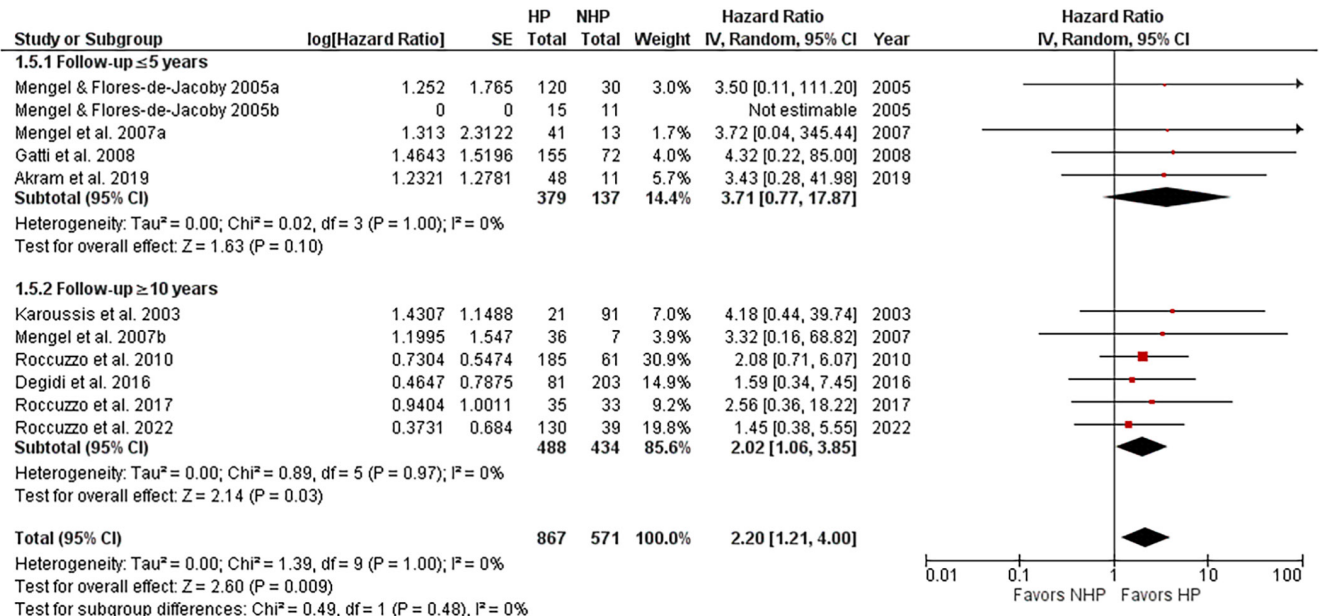 HP NHP Hazard Ratio Hazard Ratio
Study or Subgroup log[Hazard Ratio] SE Total Total Weight IV, Random, 95% CI Year IV, Random, 95% CI
1.5.1 Follow-up ≤5 years
Mengel & Flores-de-Jacoby 2005a 1.252 1.765 120 30 3.0% 3.50 [0.11, 111.20] 2005
Mengel & Flores-de-Jacoby 2005b 0 0 15 11 Not estimable 2005
Mengel et al. 2007a 1.313 2.3122 41 13 1.7% 3.72 [0.04, 345.44] 2007
Gatti et al. 2008 1.4643 1.5196 155 72 4.0% 4.32 [0.22, 85.00] 2008
Akram et al. 2019 1.2321 1.2781 48 11 5.7% 3.43 [0.28, 41.98] 2019
Subtotal (95% CI) 379 137 14.4% 3.71 [0.77, 17.87]
Heterogeneity: Tau² = 0.00; Chi² = 0.02, df = 3 (P = 1.00); I² = 0%
Test for overall effect: Z = 1.63 (P = 0.10)
1.5.2 Follow-up ≥10 years
Karoussis et al. 2003 1.4307 1.1488 21 91 7.0% 4.18 [0.44, 39.74] 2003
Mengel et al. 2007b 1.1995 1.547 36 7 3.9% 3.32 [0.16, 68.82] 2007
Roccuzzo et al. 2010 0.7304 0.5474 185 61 30.9% 2.08 [0.71, 6.07] 2010
Degidi et al. 2016 0.4647 0.7875 81 203 14.9% 1.59 [0.34, 7.45] 2016
Roccuzzo et al. 2017 0.9404 1.0011 35 33 9.2% 2.56 [0.36, 18.22] 2017
Roccuzzo et al. 2022 0.3731 0.684 130 39 19.8% 1.45 [0.38, 5.55] 2022
Subtotal (95% CI) 488 434 85.6% 2.02 [1.06, 3.85]
Heterogeneity: Tau² = 0.00; Chi² = 0.89, df = 5 (P = 0.97); I² = 0%
Test for overall effect: Z = 2.14 (P = 0.03)
Total (95% CI) 867 571 100.0% 2.20 [1.21, 4.00]
Heterogeneity: Tau² = 0.00; Chi² = 1.39, df = 9 (P = 1.00); I² = 0%
Test for overall effect: Z = 2.60 (P = 0.009)
Test for subgroup differences: Chi² = 0.49, df = 1 (P = 0.48), I² = 0%
0.01 0.1 1 10 100
Favors NHP Favors HP